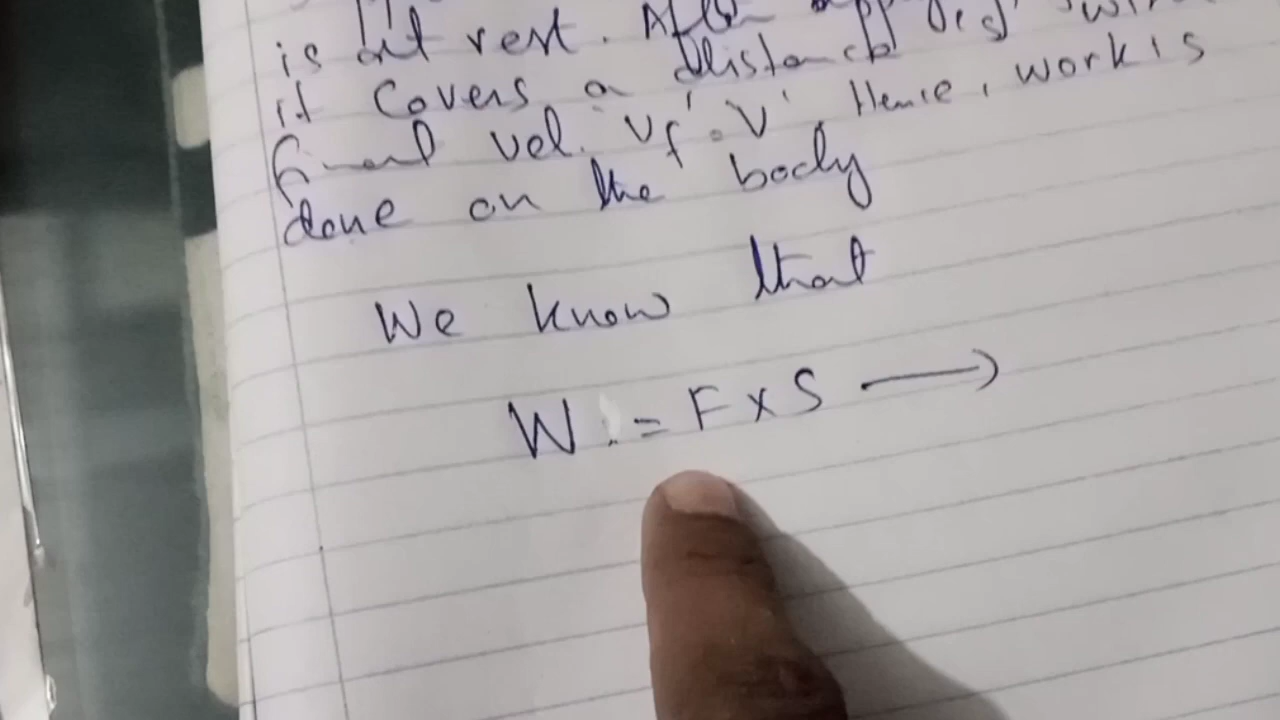 is at rest. After
it covers a distance 's'
final vel. 'Vf = V'. Hence, work is
done on the body
We know that
W = F x S ⟶